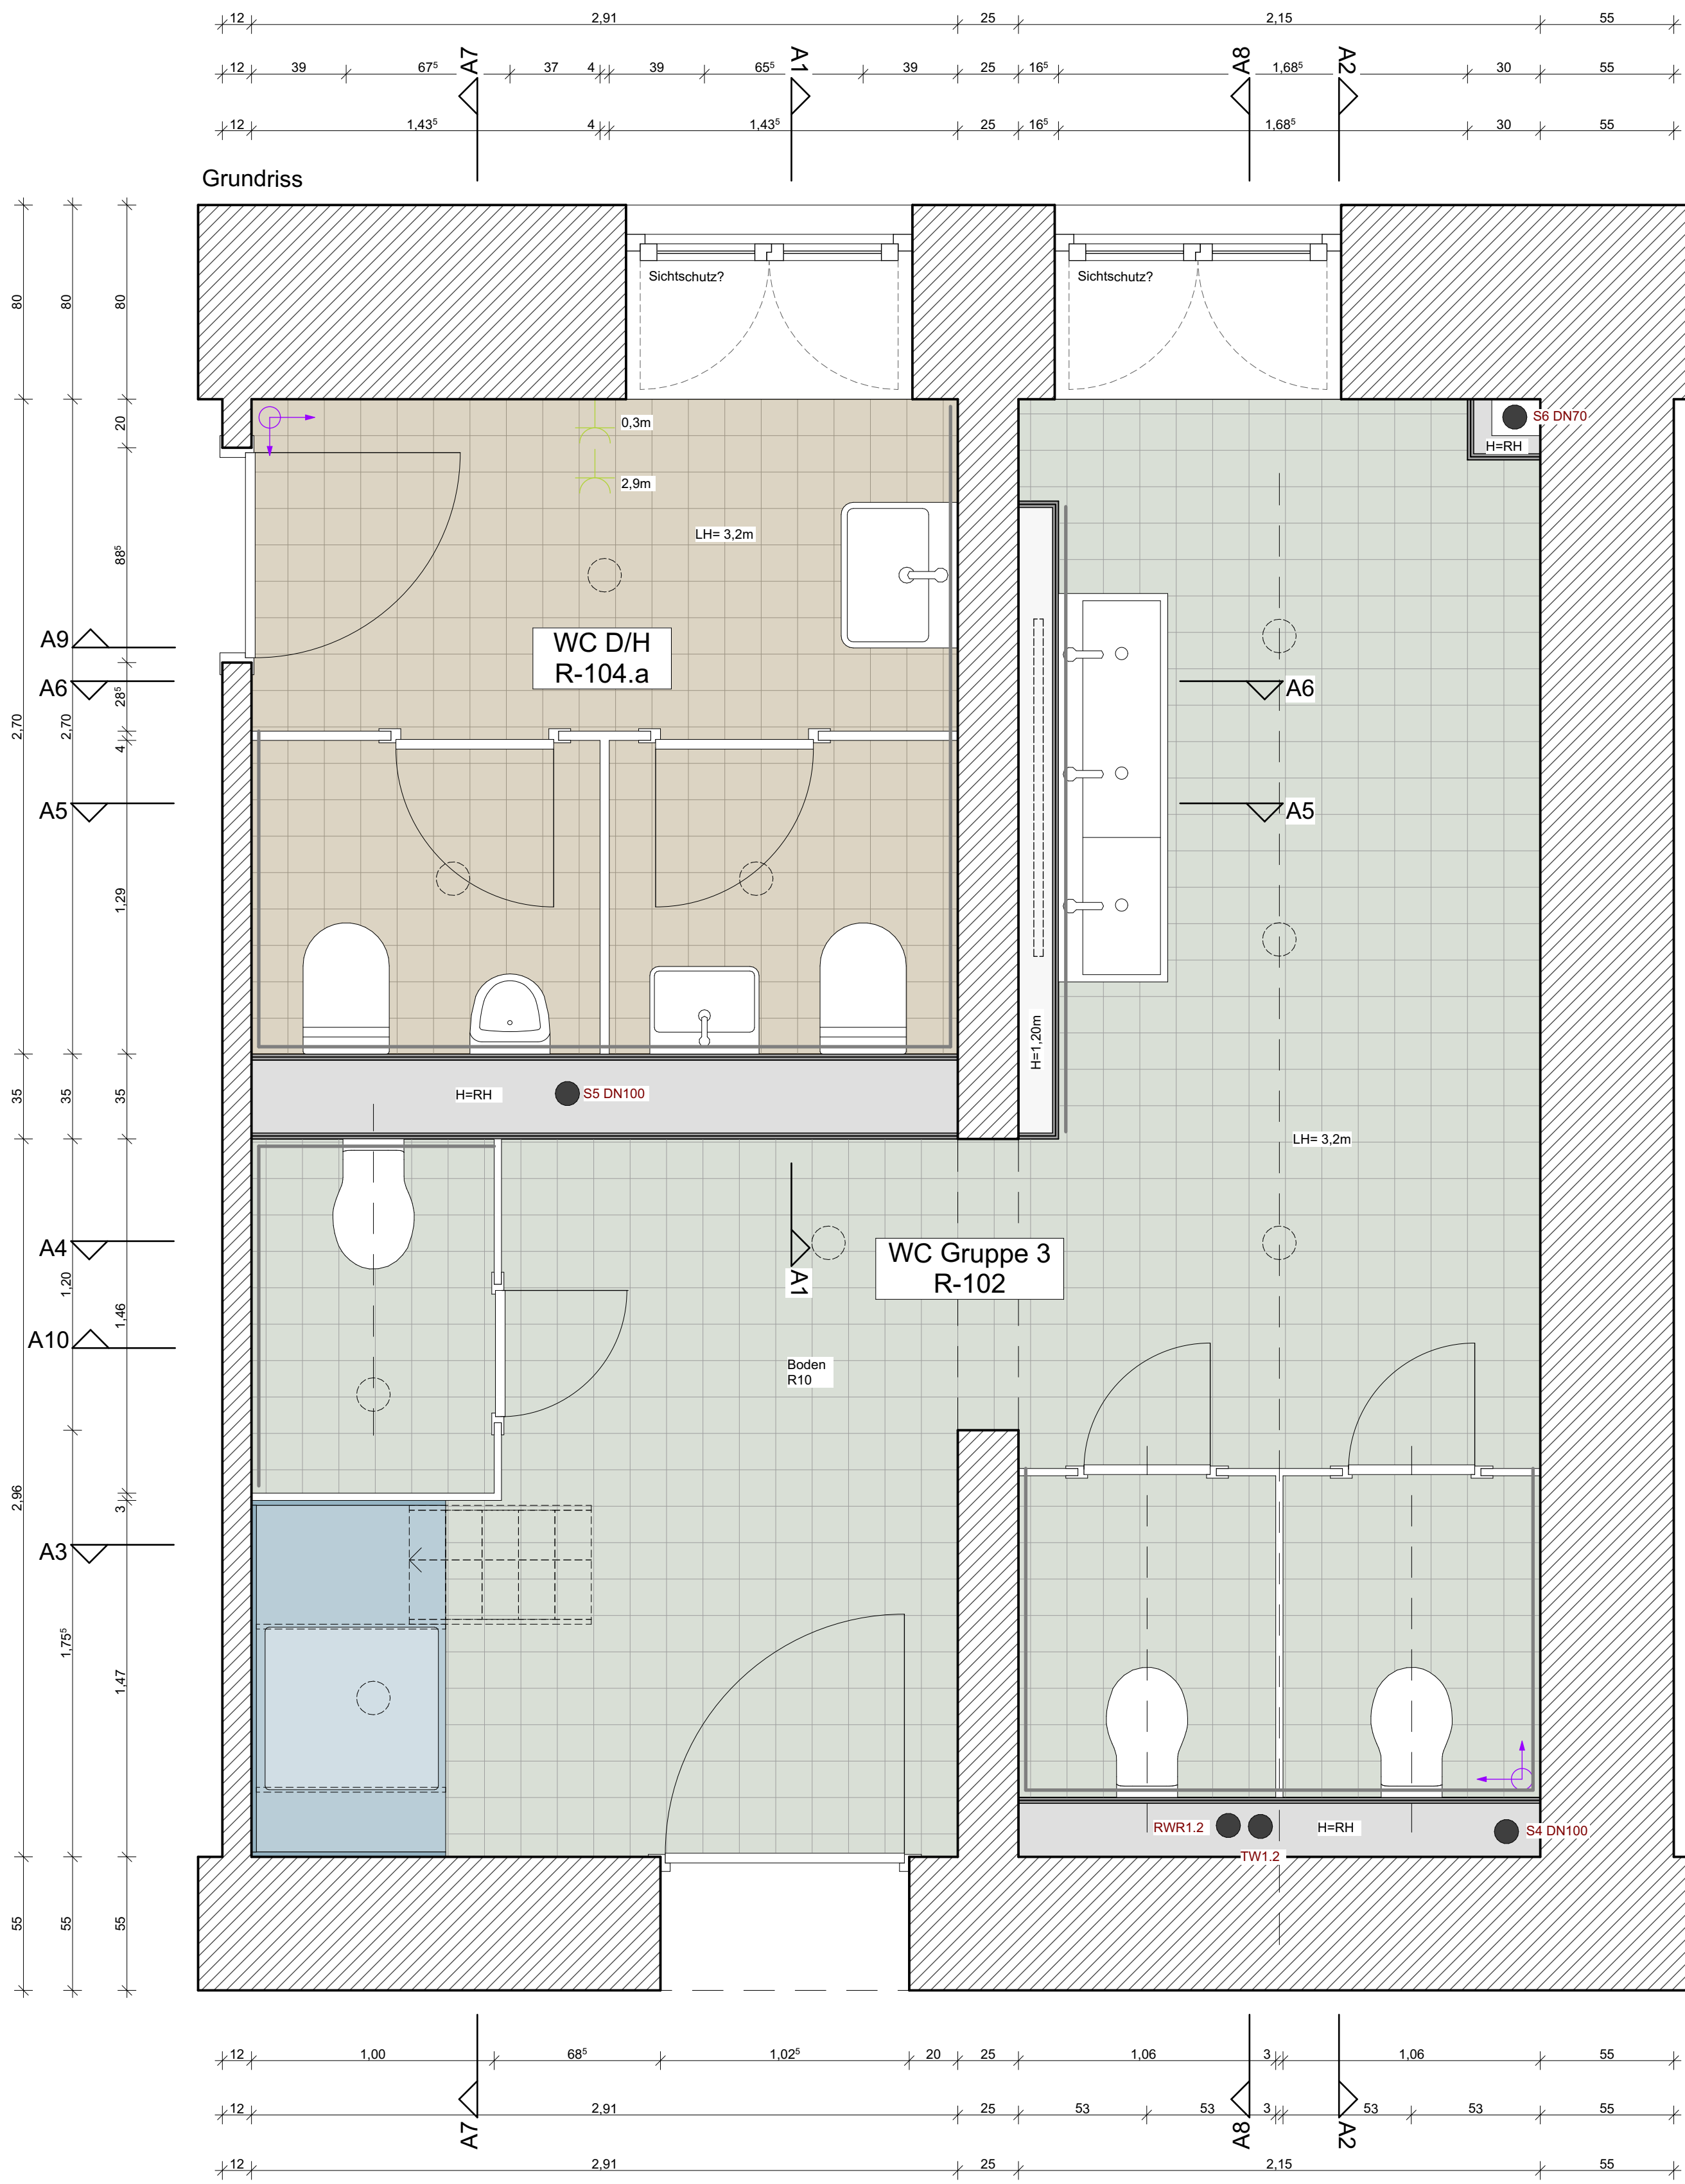 12 2,91 25 2,15 55
12 39 67⁵ 37 4 39 65⁵ 39 25 16⁵ 1,68⁵ 30 55
A7 A1 A8 A2
12 1,43⁵ 4 1,43⁵ 25 16⁵ 1,68⁵ 30 55
Grundriss
Sichtschutz? Sichtschutz?
80 80 80
20
0,3m
S6 DN70
H=RH
2,9m
LH= 3,2m
88⁵
A9
WC D/H
R-104.a
A6 A6
28⁵
2,70 2,70
4
A5 A5
1,29
H=1,20m
35 35 35
H=RH S5 DN100
LH= 3,2m
A4
1,20
A1
WC Gruppe 3
R-102
1,46
A10
Boden
R10
2,96
3
A3
1,75⁵
1,47
RWR1.2 H=RH S4 DN100
TW1.2
55 55 55
12 1,00 68⁵ 1,02⁵ 20 25 1,06 3 1,06 55
12 2,91 25 53 53 3 53 53 55
A7 A8 A2
12 2,91 25 2,15 55